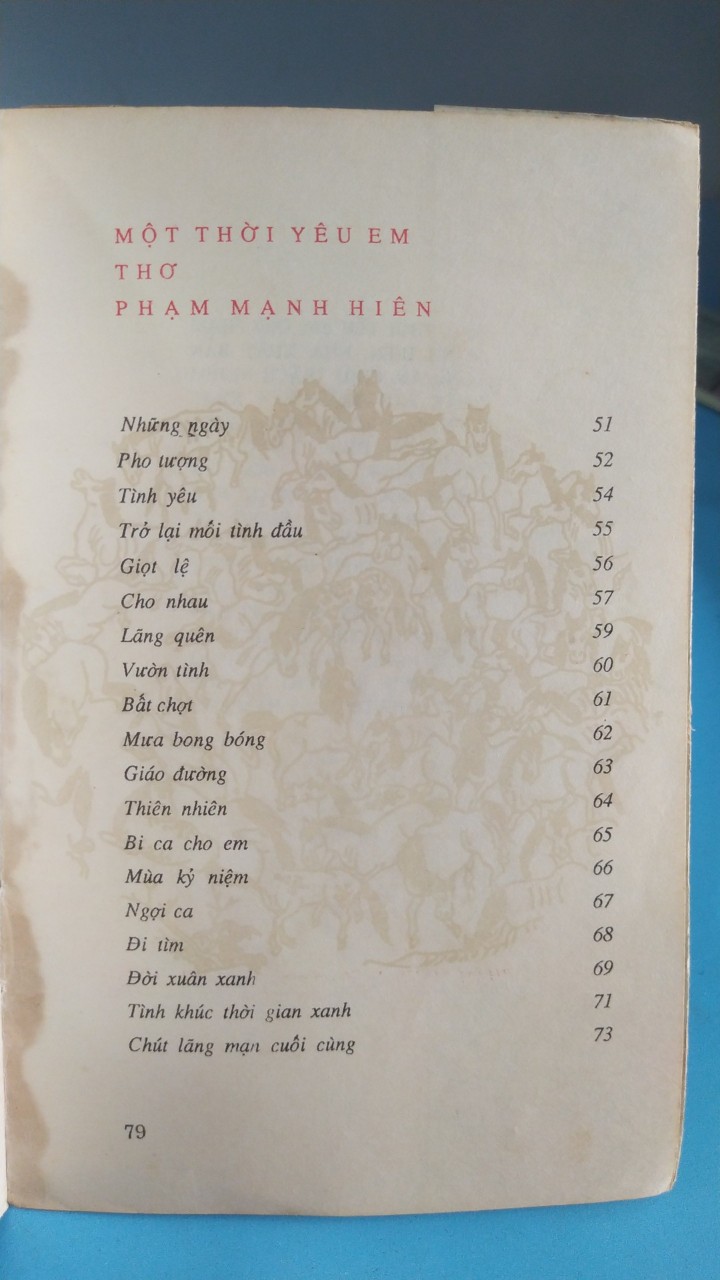 MỘT THỜI YÊU EM
THƠ
PHẠM MẠNH HIÊN
Những ngày 51
Pho tượng 52
Tình yêu 54
Trở lại mối tình đầu 55
Giọt lệ 56
Cho nhau 57
Lãng quên 59
Vườn tình 60
Bất chợt 61
Mưa bong bóng 62
Giáo đường 63
Thiên nhiên 64
Bi ca cho em 65
Mùa kỷ niệm 66
Ngợi ca 67
Đi tìm 68
Đời xuân xanh 69
Tình khúc thời gian xanh 71
Chút lãng mạn cuối cùng 73
79